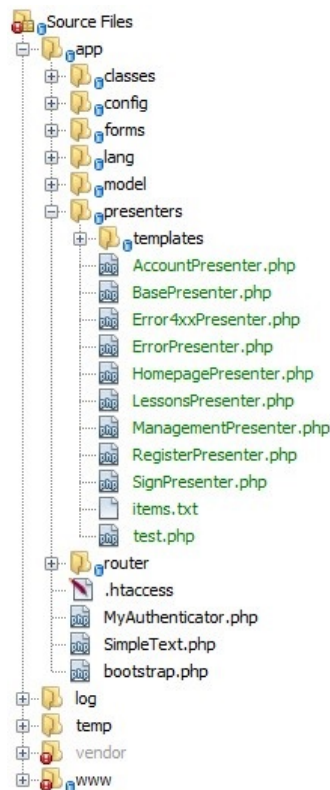 Source Files
app
classes
config
forms
lang
model
presenters
templates
AccountPresenter.php
BasePresenter.php
Error4xxPresenter.php
ErrorPresenter.php
HomepagePresenter.php
LessonsPresenter.php
ManagementPresenter.php
RegisterPresenter.php
SignPresenter.php
items.txt
test.php
router
.htaccess
MyAuthenticator.php
SimpleText.php
bootstrap.php
log
temp
vendor
www